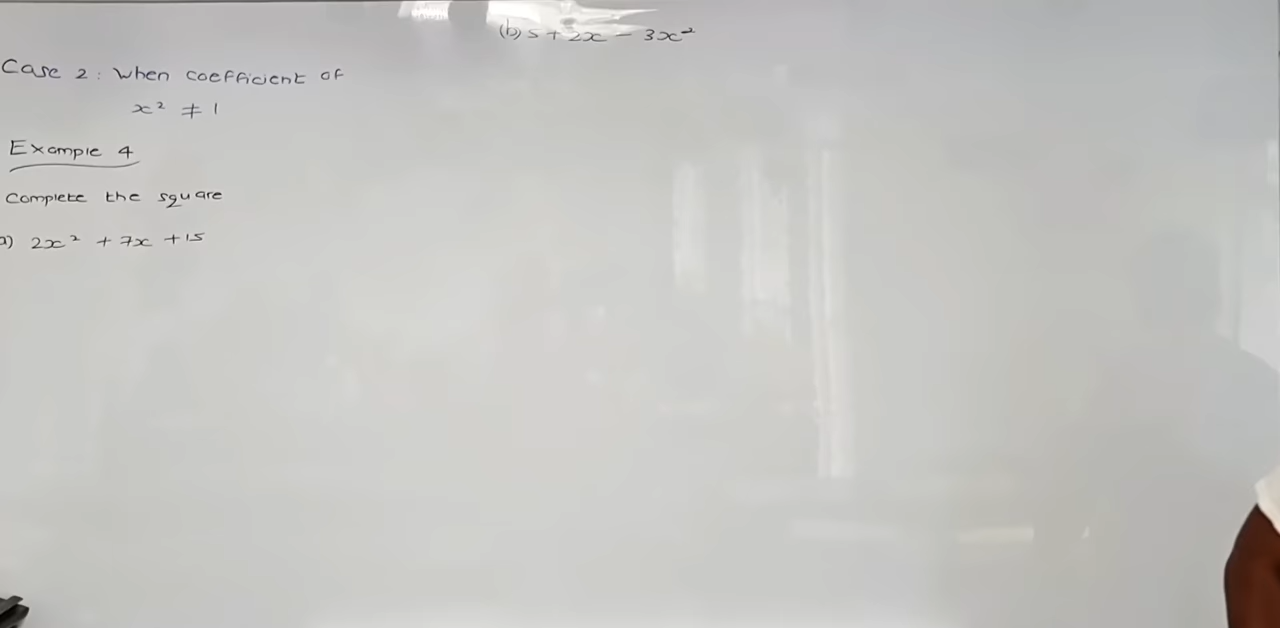 Case 2: When coefficient of
x² ≠ 1
Example 4
Complete the square
a) 2x² + 7x + 15
(b) 5 + 2x - 3x²